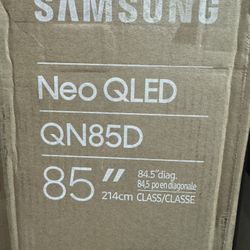 SAMSUNG
Neo QLED
QN85D
85″ 84.5″diag.
84,5 po en diagonale
214cm CLASS/CLASSE